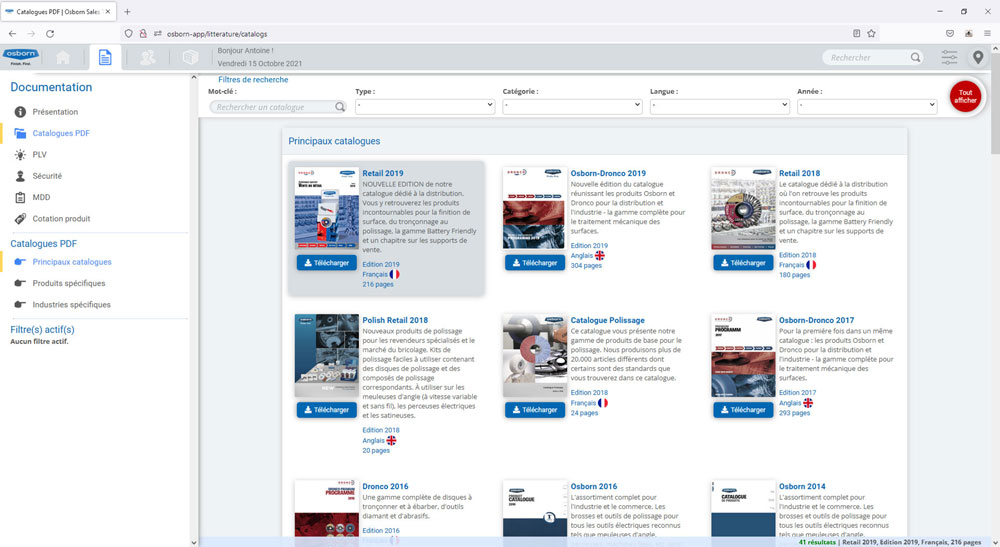 Catalogues PDF | Osborn Sales
osborn-app/litterature/catalogs
osborn
Finish. First.
Bonjour Antoine !
Vendredi 15 Octobre 2021
Rechercher
Documentation
Présentation
Catalogues PDF
PLV
Sécurité
MDD
Cotation produit
Catalogues PDF
Principaux catalogues
Produits spécifiques
Industries spécifiques
Filtre(s) actif(s)
Aucun filtre actif.
Filtres de recherche
Mot-clé :
Type :
Catégorie :
Langue :
Année :
Rechercher un catalogue
-
-
-
-
Tout
afficher
Principaux catalogues
Retail 2019
NOUVELLE EDITION de notre
catalogue dédié à la distribution.
Vous y retrouverez les produits
incontournables pour la finition de
surface, du tronçonnage au
polissage, la gamme Battery Friendly
et un chapitre sur les supports de
vente.
Edition 2019
Français
216 pages
Télécharger
Osborn-Dronco 2019
Nouvelle édition du catalogue
réunissant les produits Osborn et
Dronco pour la distribution et
l'Industrie - la gamme complète pour
le traitement mécanique des
surfaces.
Edition 2019
Anglais
304 pages
Télécharger
Retail 2018
Le catalogue dédié à la distribution
où l'on retrouve les produits
incontournables pour la finition de
surface, du tronçonnage au
polissage, la gamme Battery Friendly
et un chapitre sur les supports de
vente.
Edition 2018
Français
180 pages
Télécharger
Polish Retail 2018
Nouveaux produits de polissage
pour les revendeurs spécialisés et le
marché du bricolage. Kits de
polissage faciles à utiliser contenant
des disques de polissage et des
composés de polissage
correspondants. À utiliser sur les
meuleuses d'angle (à vitesse variable
et sans fil), les perceuses électriques
et les satineuses.
Edition 2018
Anglais
20 pages
Télécharger
Catalogue Polissage
Ce catalogue vous présente notre
gamme de produits de base pour le
polissage. Nous produisons plus de
20.000 articles différents dont
certains sont des standards que
vous trouverez dans ce catalogue.
Edition 2018
Français
24 pages
Télécharger
PROGRAMM
2017
Osborn-Dronco 2017
Pour la première fois dans un même
catalogue : les produits Osborn et
Dronco pour la distribution et
l'Industrie - la gamme complète pour
le traitement mécanique des
surfaces.
Edition 2017
Anglais
293 pages
Télécharger
DRONCO PREMIUM
PROGRAMME
2016
Dronco 2016
Une gamme complète de disques à
tronçonner et à ébarber, d'outils
diamant et d'abrasifs.
Edition 2016
Français
PRODUCT
CATALOGUE
2016
Osborn 2016
L'assortiment complet pour
l'industrie et le commerce. Les
brosses et outils de polissage pour
tous les outils électriques reconnus
tels que meuleuses d'angle,
CATALOGUE
DE PRODUITS
Osborn 2014
L'assortiment complet pour
l'industrie et le commerce. Les
brosses et outils de polissage pour
tous les outils électriques reconnus
tels que meuleuses d'angle,
41 résultats | Retail 2019, Edition 2019, Français, 216 pages